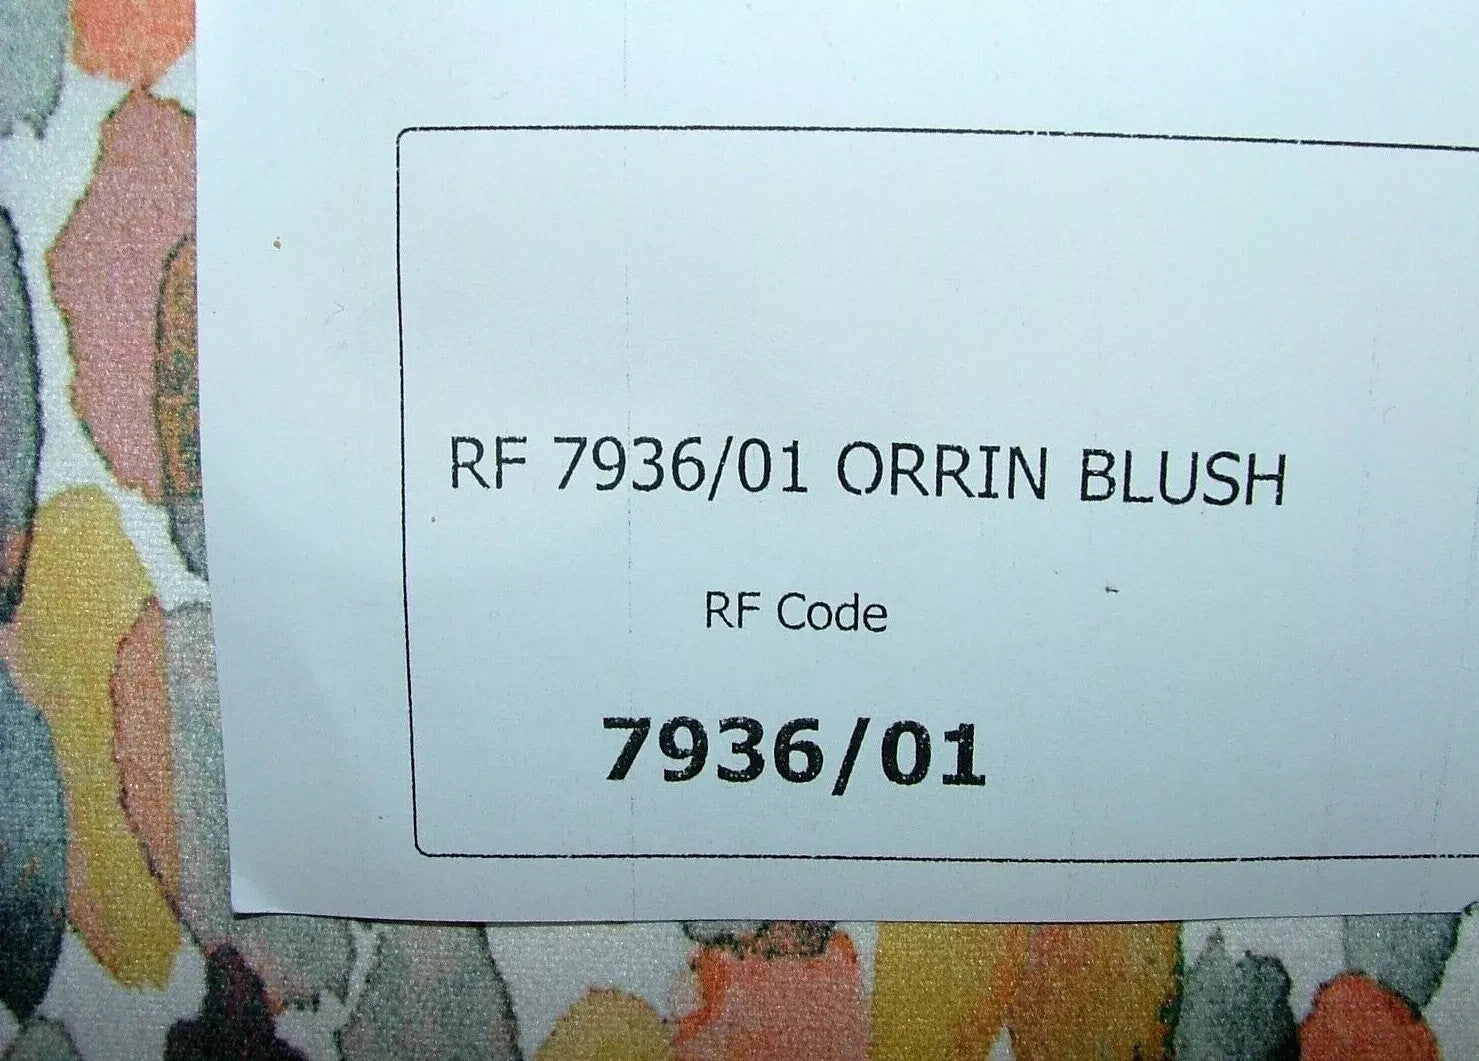 RF 7936/01 ORRIN BLUSH
RF Code
7936/01